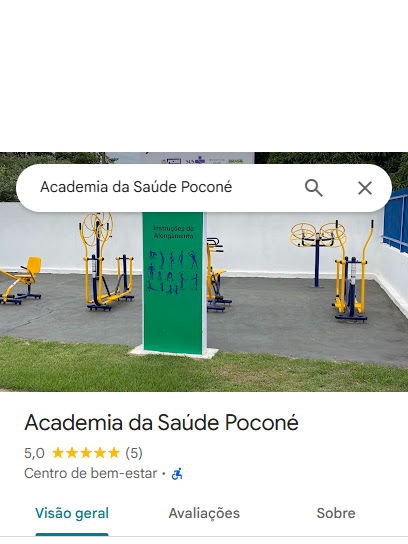 Academia da Saúde Poconé
Instruções de
Alongamento
Academia da Saúde Poconé
5,0 (5)
Centro de bem-estar ·
Visão geral
Avaliações
Sobre